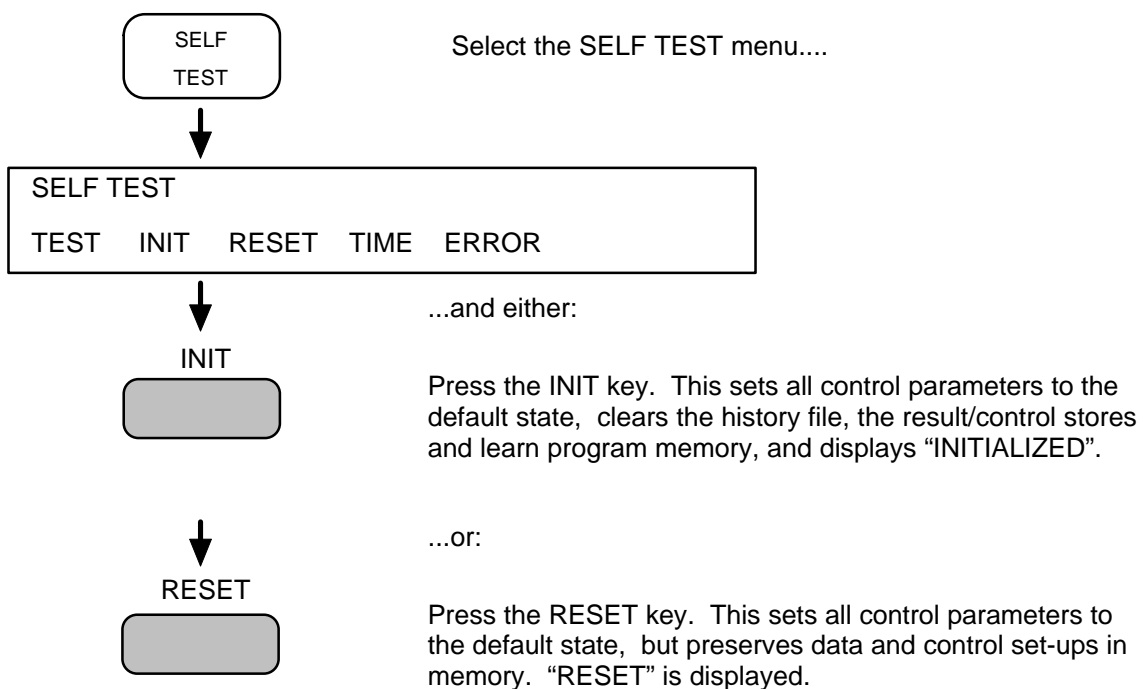 SELF
TEST
Select the SELF TEST menu....
SELF TEST
TEST INIT RESET TIME ERROR
...and either:
INIT
Press the INIT key. This sets all control parameters to the
default state, clears the history file, the result/control stores
and learn program memory, and displays “INITIALIZED”.
...or:
RESET
Press the RESET key. This sets all control parameters to
the default state, but preserves data and control set-ups in
memory. “RESET” is displayed.